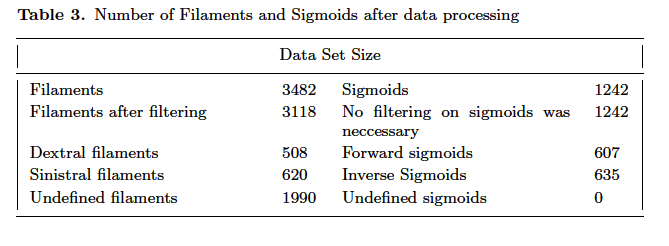 Table 3. Number of Filaments and Sigmoids after data processing
Data Set Size
Filaments 3482 Sigmoids 1242
Filaments after filtering 3118 No filtering on sigmoids was 1242
neccessary
Dextral filaments 508 Forward sigmoids 607
Sinistral filaments 620 Inverse Sigmoids 635
Undefined filaments 1990 Undefined sigmoids 0